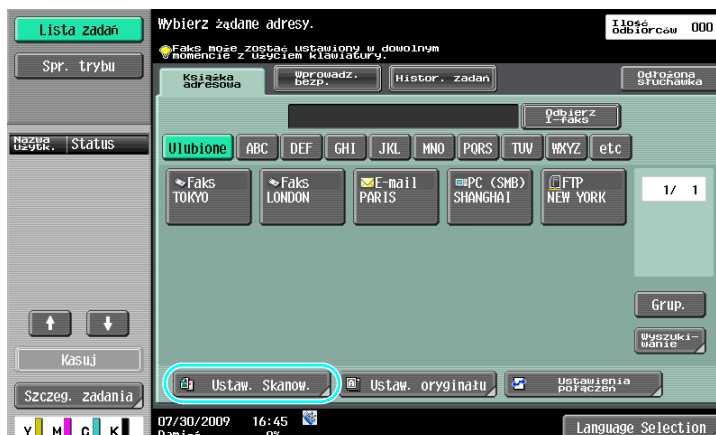 Lista zadań
Spr. trybu
Nazwa użytk.
Status
Kasuj
Szczeg. zadania
Y M C K
Wybierz żądane adresy.
Ilość odbiorców 000
Faks może zostać ustawiony w dowolnym
momencie z użyciem klawiatury.
Książka adresowa
Wprowadz. bezp.
Histor. zadań
Odłożona słuchawka
Odbierz I-faks
Ulubione ABC DEF GHI JKL MNO PQRS TUV WXYZ etc
Faks TOKYO
Faks LONDON
E-mail PARIS
PC (SMB) SHANGHAI
FTP NEW YORK
1/ 1
Grup.
Wyszuki-
wanie
Ustaw. Skanow.
Ustaw. oryginału
Ustawienia połączeń
07/30/2009 16:45
Pamięć 0%
Language Selection